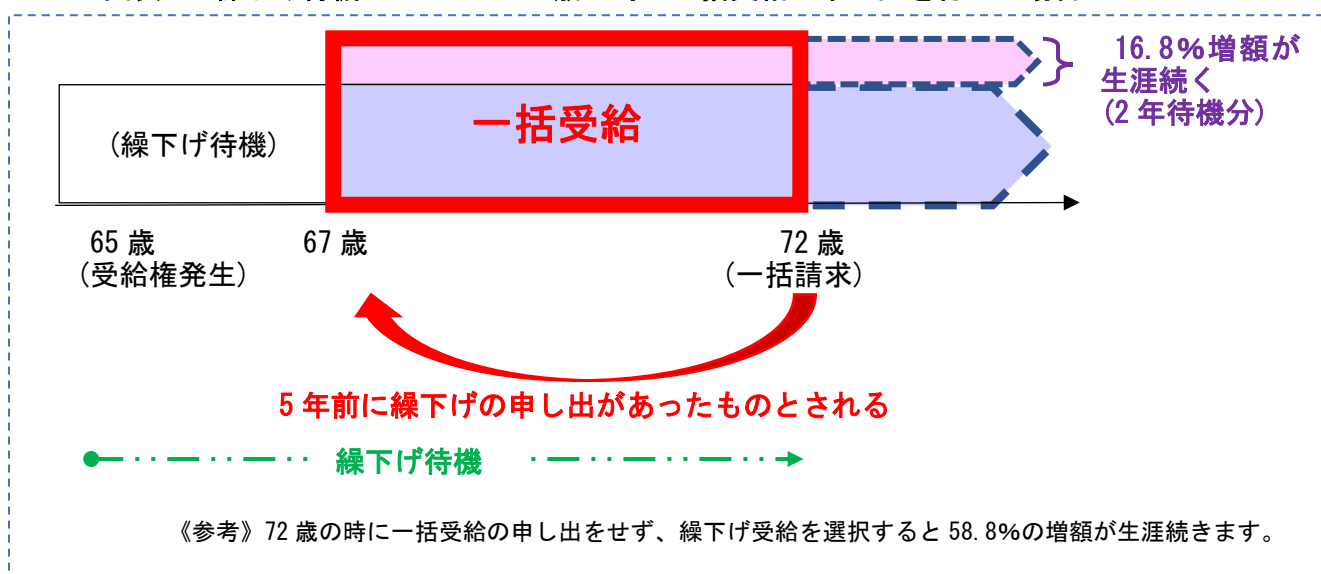 16.8%増額が
生涯続く
(2年待機分)
一括受給
(繰下げ待機)
65歳
(受給権発生)
67歳
72歳
(一括請求)
5年前に繰下げの申し出があったものとされる
繰下げ待機
《参考》72歳の時に一括受給の申し出をせず、繰下げ受給を選択すると58.8%の増額が生涯続きます。